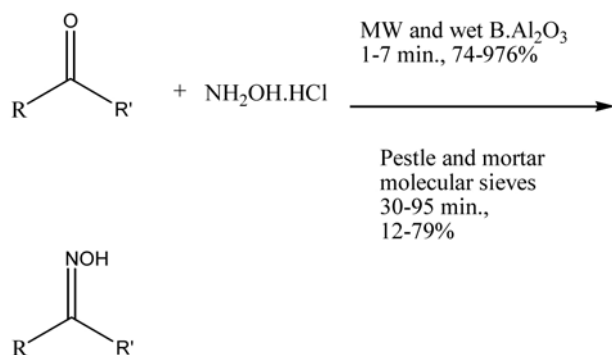 O
R
R'
+
NH₂OH.HCl
MW and wet B.Al₂O₃
1-7 min., 74-976%
Pestle and mortar
molecular sieves
30-95 min.,
12-79%
NOH
R
R'